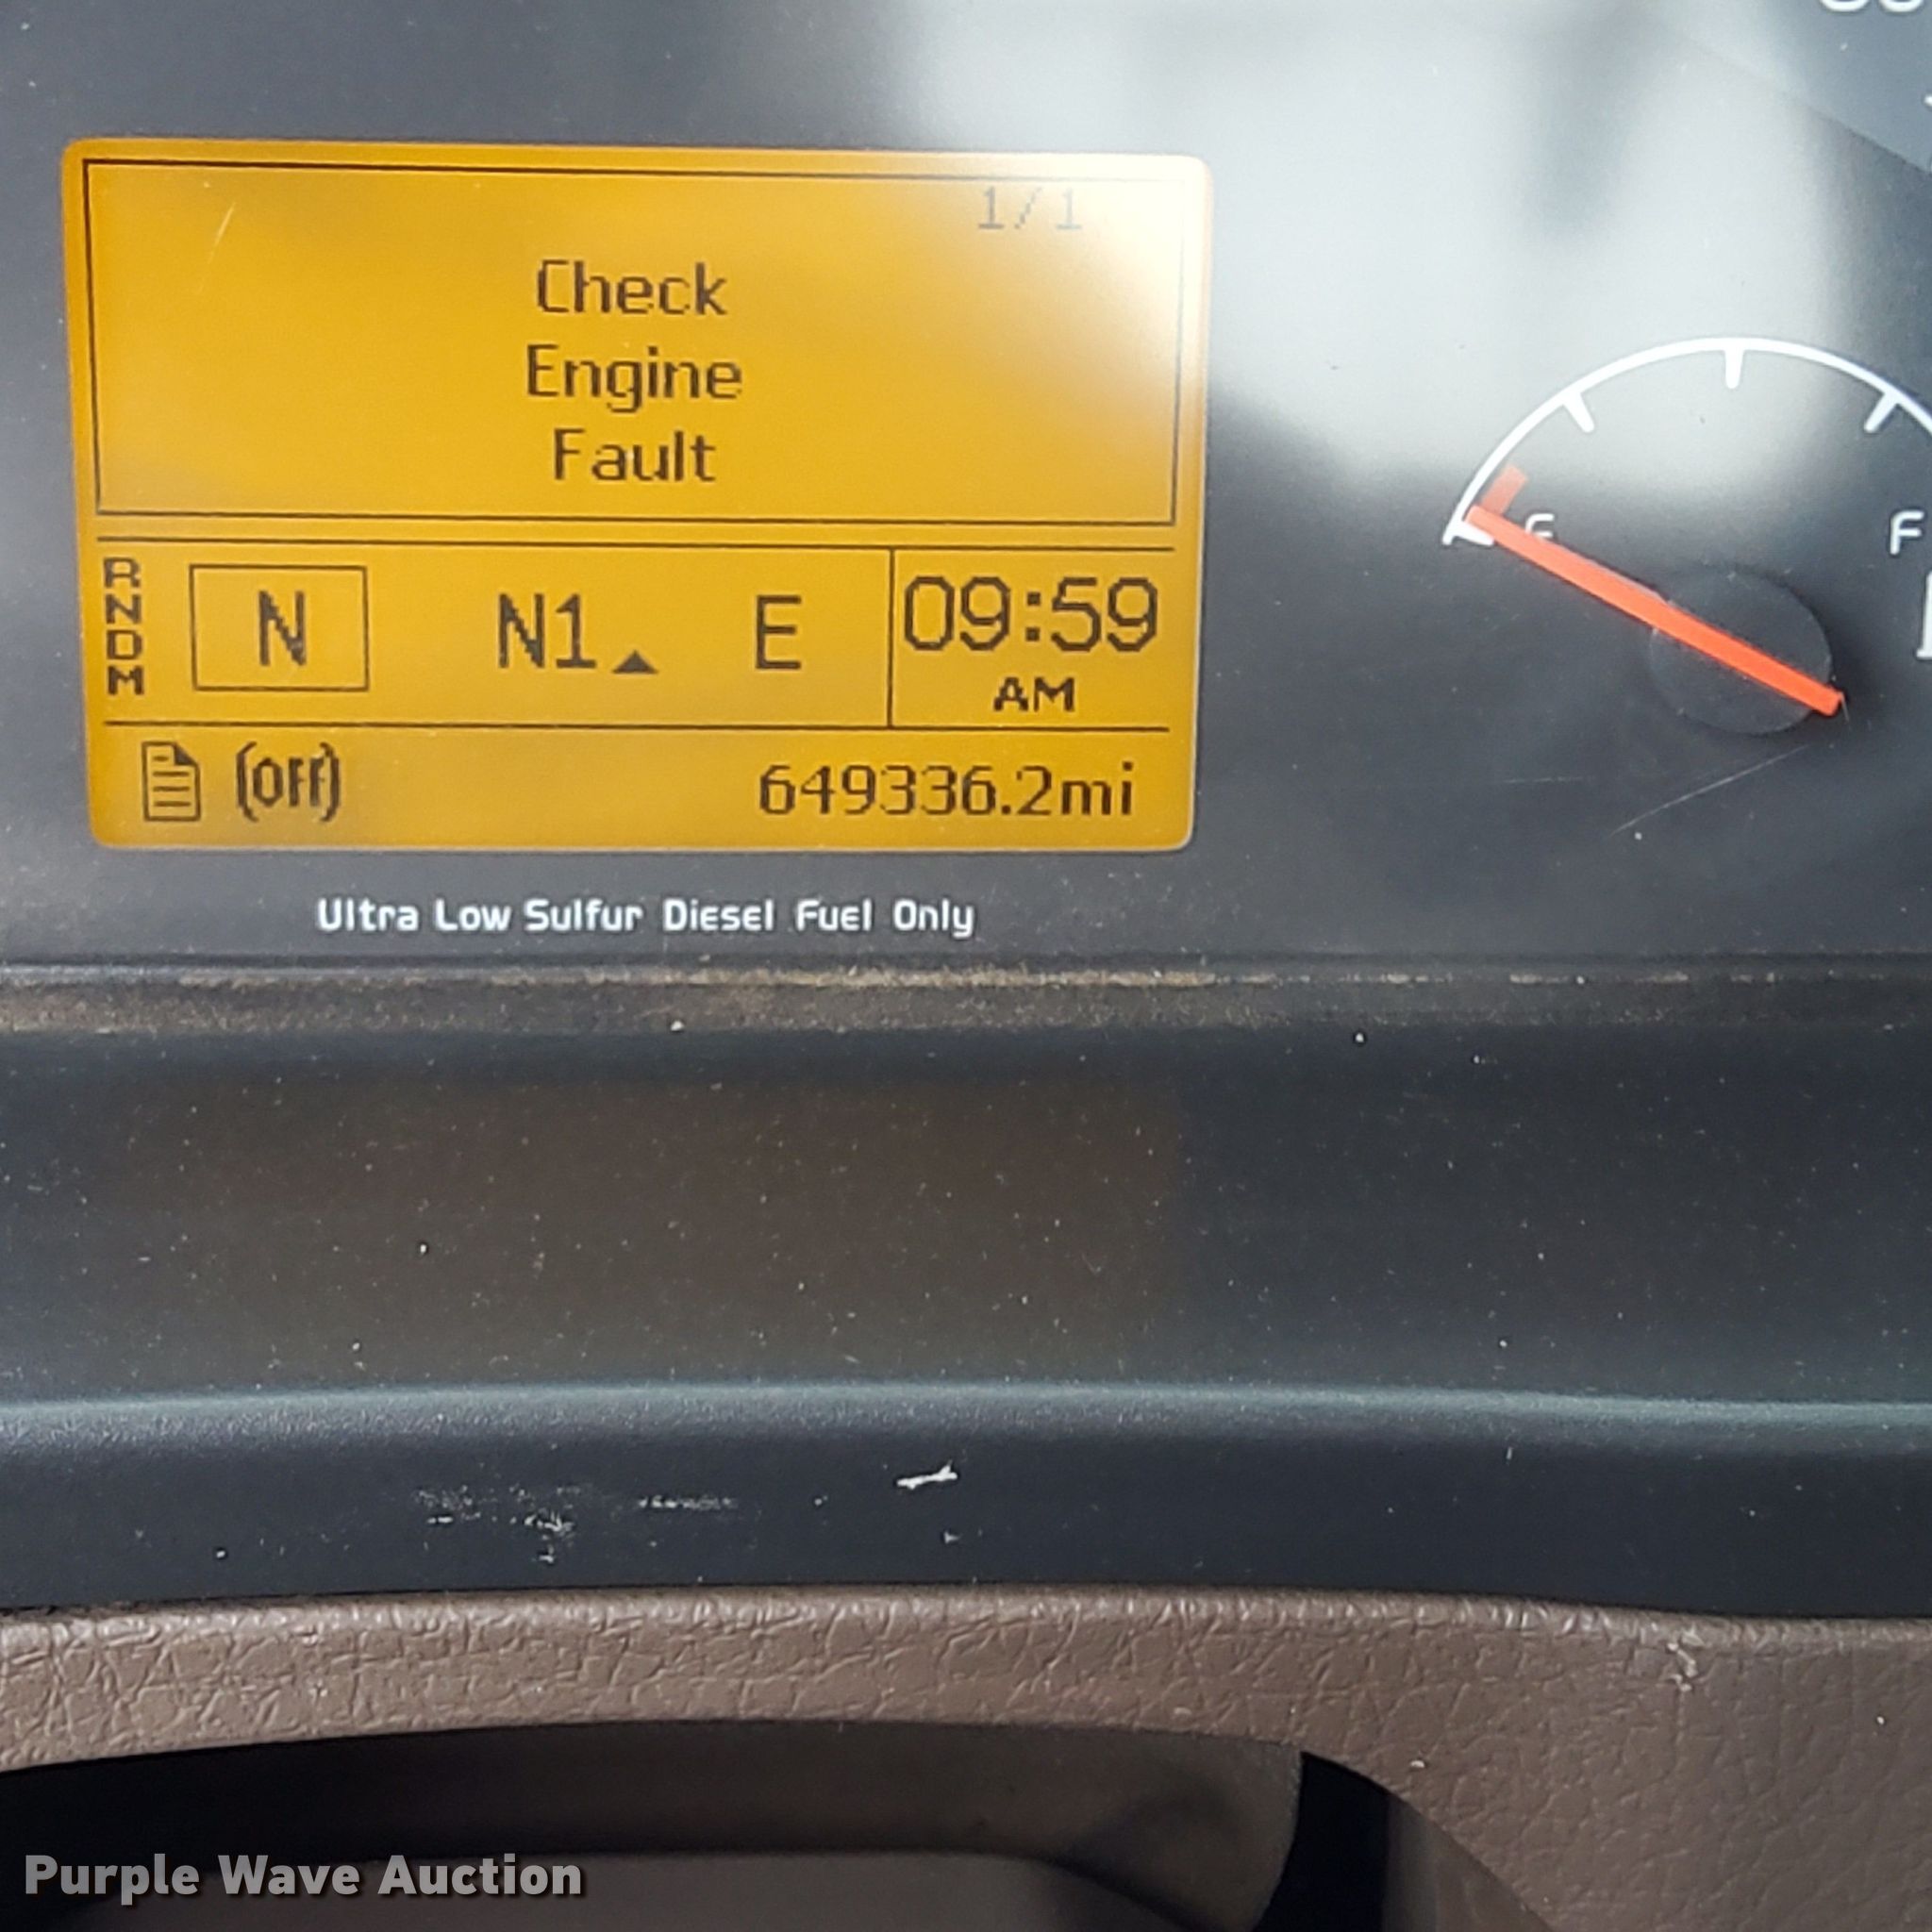 1/1
Check
Engine
Fault
RNDM
N N1 E 09:59
AM
(OFF) 649336.2mi
E F
Ultra Low Sulfur Diesel Fuel Only
Purple Wave Auction